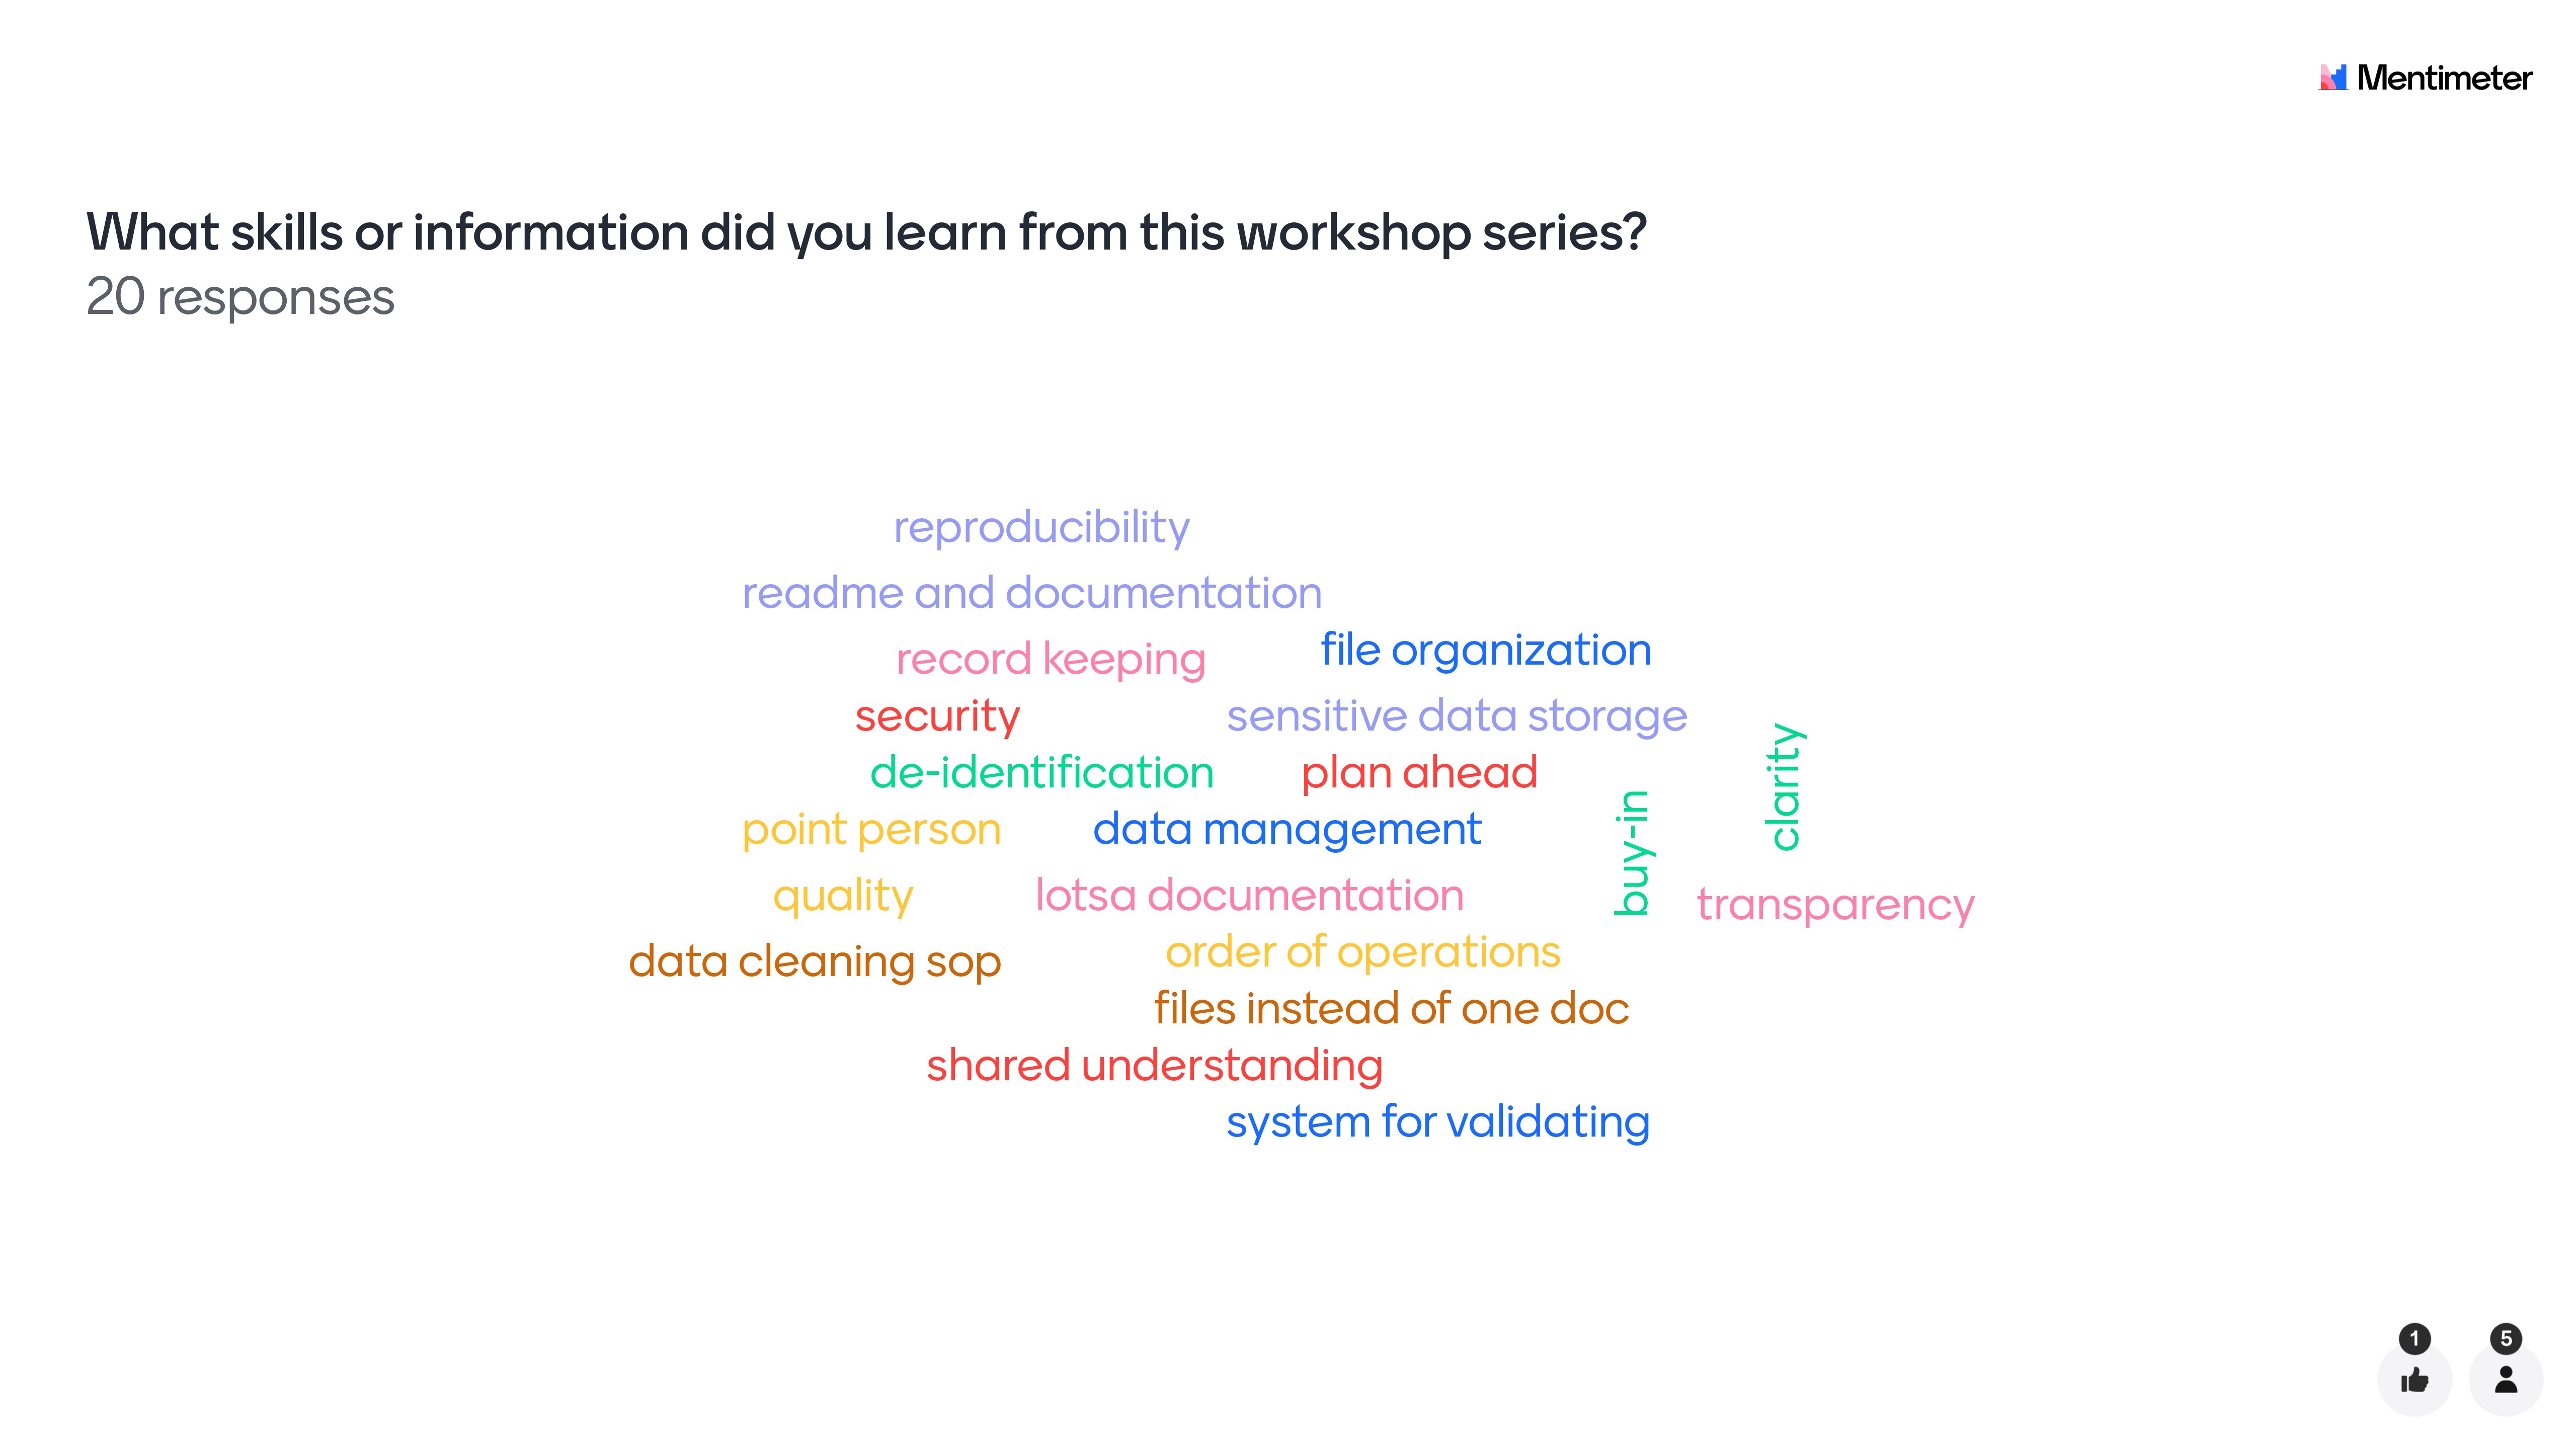 Mentimeter
What skills or information did you learn from this workshop series?
20 responses
reproducibility
readme and documentation
record keeping
file organization
security
sensitive data storage
clarity
de-identification
plan ahead
point person
data management
buy-in
quality
lotsa documentation
transparency
data cleaning sop
order of operations
files instead of one doc
shared understanding
system for validating
1
5